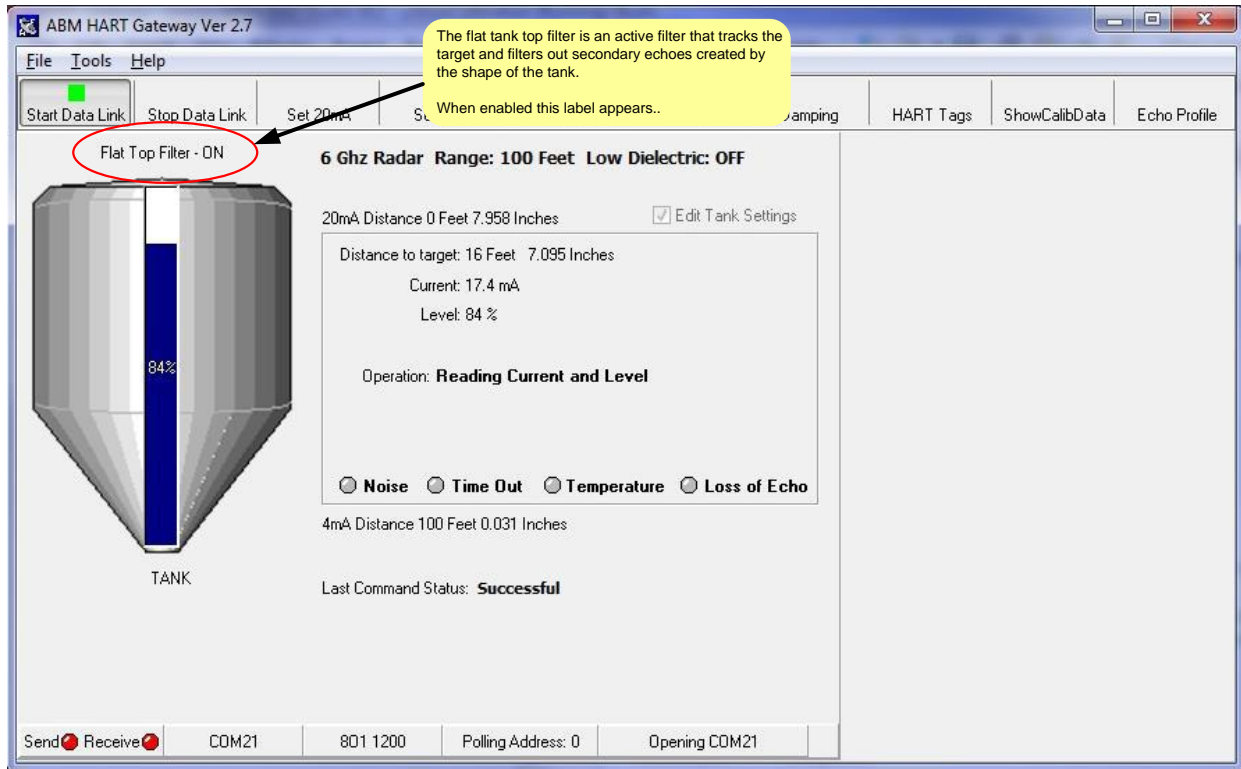 ABM HART Gateway Ver 2.7
The flat tank top filter is an active filter that tracks the
target and filters out secondary echoes created by
the shape of the tank.
When enabled this label appears..
File Tools Help
Start Data Link Stop Data Link Set 20mA HART Tags ShowCalibData Echo Profile
Flat Top Filter - ON
6 Ghz Radar Range: 100 Feet Low Dielectric: OFF
20mA Distance 0 Feet 7.958 Inches
Edit Tank Settings
Distance to target: 16 Feet 7.095 Inches
Current: 17.4 mA
Level: 84 %
84%
Operation: Reading Current and Level
Noise Time Out Temperature Loss of Echo
4mA Distance 100 Feet 0.031 Inches
TANK
Last Command Status: Successful
Send Receive COM21 8O1 1200 Polling Address: 0 Opening COM21